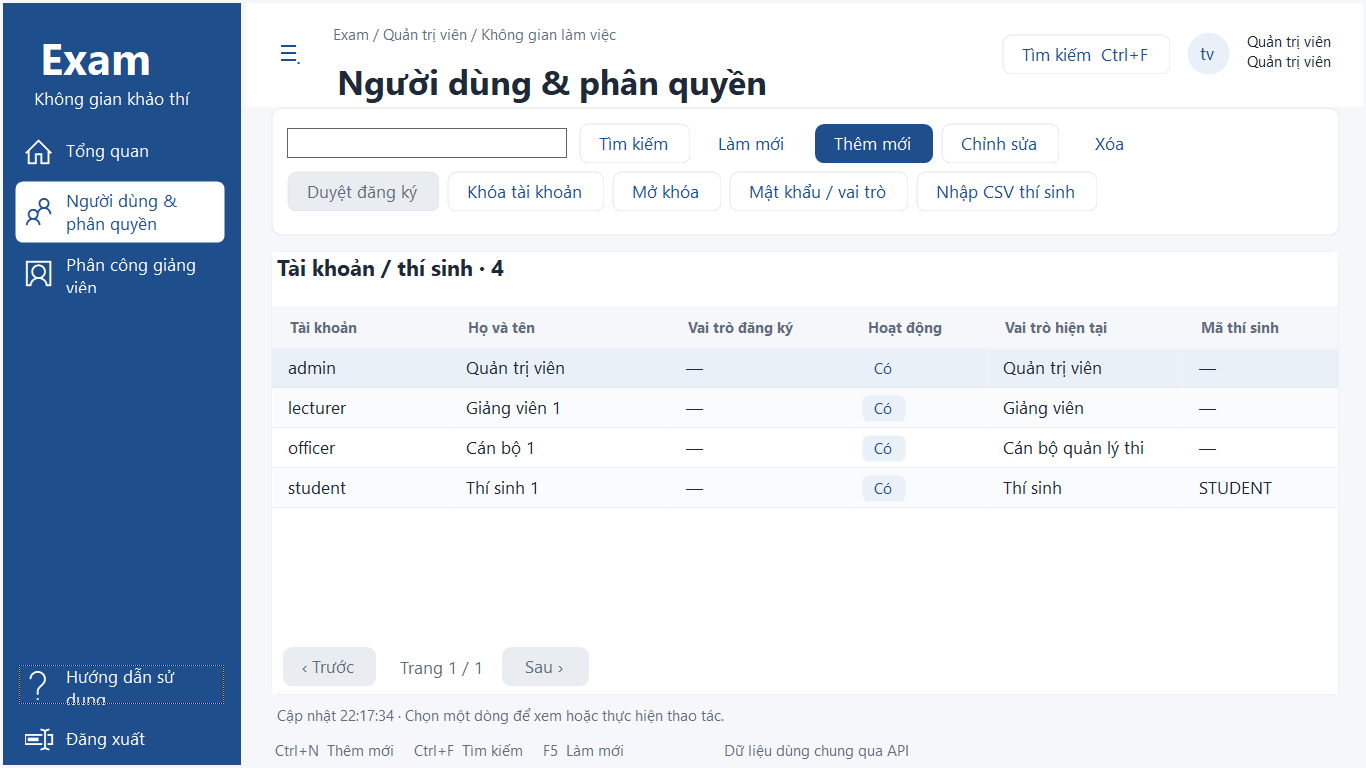 Exam
Không gian khảo thí
Tổng quan
Người dùng &
phân quyền
Phân công giảng
viên
Hướng dẫn sử
dụng
Đăng xuất
Exam / Quản trị viên / Không gian làm việc
Người dùng & phân quyền
Tìm kiếm Ctrl+F
tv
Quản trị viên
Quản trị viên
Tìm kiếm Làm mới Thêm mới Chỉnh sửa Xóa
Duyệt đăng ký Khóa tài khoản Mở khóa Mật khẩu / vai trò Nhập CSV thí sinh
Tài khoản / thí sinh · 4
Tài khoản Họ và tên Vai trò đăng ký Hoạt động Vai trò hiện tại Mã thí sinh
admin Quản trị viên — Có Quản trị viên —
lecturer Giảng viên 1 — Có Giảng viên —
officer Cán bộ 1 — Có Cán bộ quản lý thi —
student Thí sinh 1 — Có Thí sinh STUDENT
‹ Trước Trang 1 / 1 Sau ›
Cập nhật 22:17:34 · Chọn một dòng để xem hoặc thực hiện thao tác.
Ctrl+N Thêm mới Ctrl+F Tìm kiếm F5 Làm mới Dữ liệu dùng chung qua API